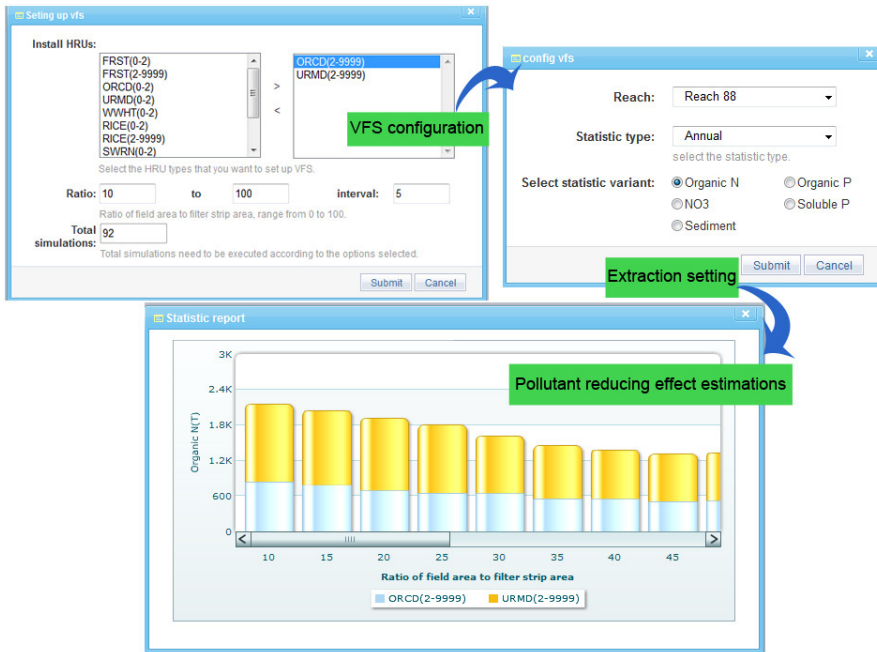 Seting up vfs
Install HRUs:
FRST(0-2)
FRST(2-9999)
ORCD(0-2)
URMD(0-2)
WWHT(0-2)
RICE(0-2)
RICE(2-9999)
SWRN(0-2)
>
<
ORCD(2-9999)
URMD(2-9999)
Select the HRU types that you want to set up VFS.
Ratio: 10 to 100 interval: 5
Ratio of field area to filter strip area, range from 0 to 100.
Total simulations: 92
Total simulations need to be executed according to the options selected.
Submit Cancel
VFS configuration
config vfs
Reach: Reach 88
Statistic type: Annual
select the statistic type.
Select statistic variant: Organic N Organic P
NO3 Soluble P
Sediment
Submit Cancel
Extraction setting
Statistic report
Pollutant reducing effect estimations
3K
2.4K
1.8K
1.2K
600
0
Organic N(T)
10 15 20 25 30 35 40 45
Ratio of field area to filter strip area
ORCD(2-9999) URMD(2-9999)